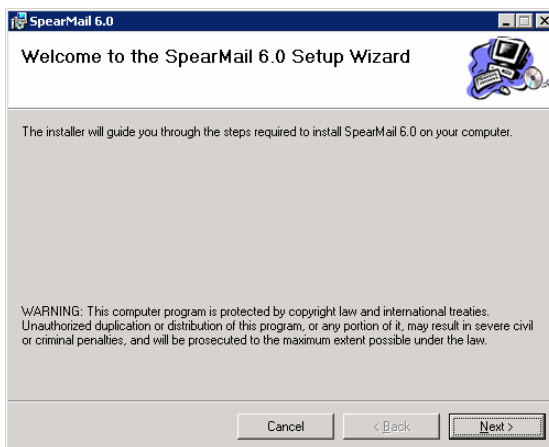 SpearMail 6.0
Welcome to the SpearMail 6.0 Setup Wizard
The installer will guide you through the steps required to install SpearMail 6.0 on your computer.
WARNING: This computer program is protected by copyright law and international treaties.
Unauthorized duplication or distribution of this program, or any portion of it, may result in severe civil
or criminal penalties, and will be prosecuted to the maximum extent possible under the law.
Cancel
< Back
Next >